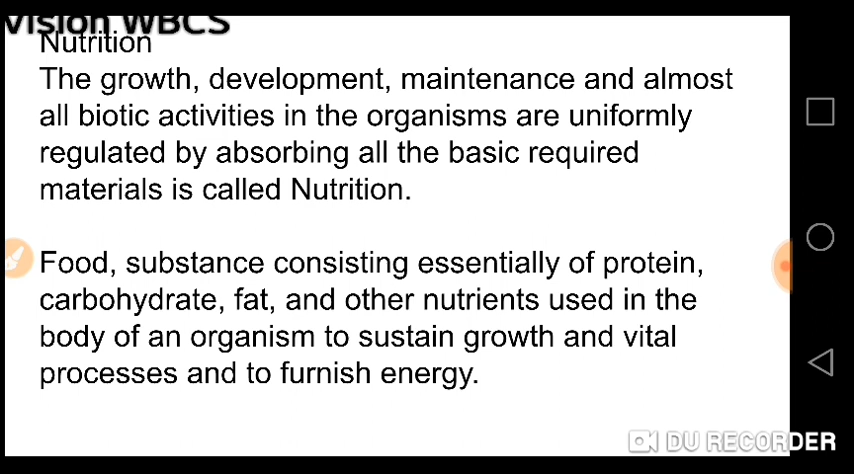 Vision WBCS
Nutrition
The growth, development, maintenance and almost
all biotic activities in the organisms are uniformly
regulated by absorbing all the basic required
materials is called Nutrition.
Food, substance consisting essentially of protein,
carbohydrate, fat, and other nutrients used in the
body of an organism to sustain growth and vital
processes and to furnish energy.
DU RECORDER